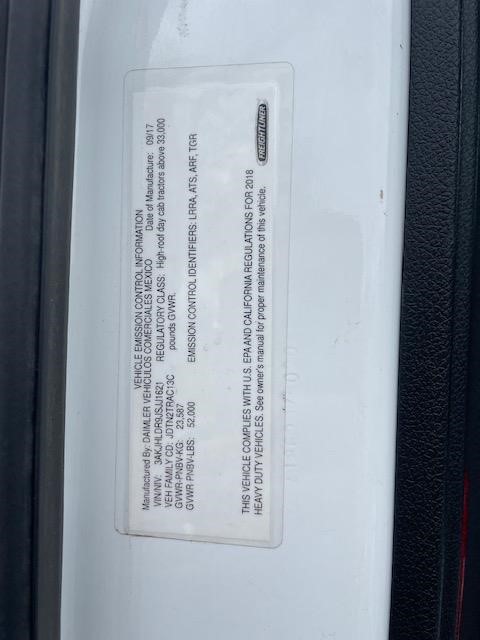 VEHICLE EMISSION CONTROL INFORMATION
Manufactured By: DAIMLER VEHICULOS COMERCIALES MEXICO Date of Manufacture: 09/17
VIN/NIV: 3AKJHLDR9JSJJ1621 REGULATORY CLASS: High-roof day cab tractors above 33,000
VEH FAMILY CD: JDTN2TRAC13C pounds GVWR.
GVWR-PNBV-KG: 23,587
GVWR PNBV-LBS: 52,000 EMISSION CONTROL IDENTIFIERS: LRRA, ATS, ARF, TGR
THIS VEHICLE COMPLIES WITH U.S. EPA AND CALIFORNIA REGULATIONS FOR 2018
HEAVY DUTY VEHICLES. See owner's manual for proper maintenance of this vehicle.
FREIGHTLINER